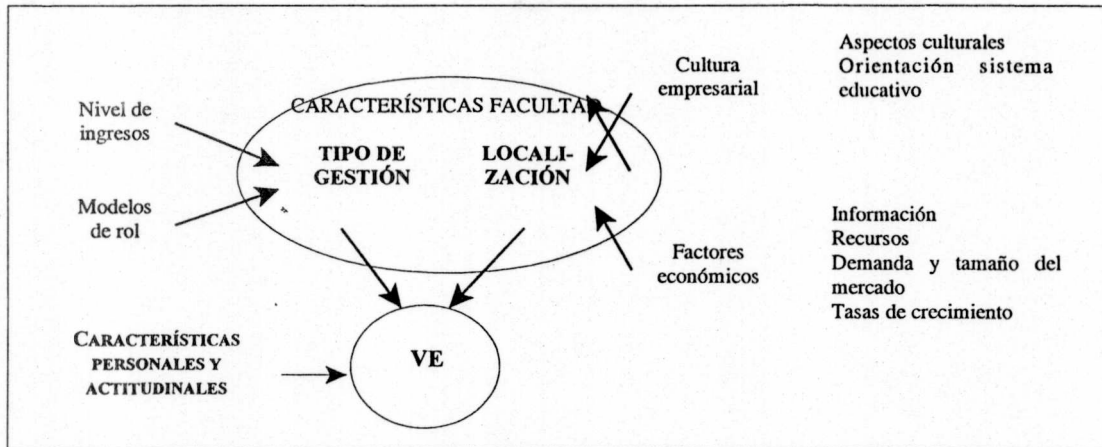 Nivel de
ingresos
Modelos
de rol
CARACTERÍSTICAS FACULTAD
TIPO DE
GESTIÓN
LOCALI-
ZACIÓN
Cultura
empresarial
Factores
económicos
Aspectos culturales
Orientación sistema
educativo
Información
Recursos
Demanda y tamaño del
mercado
Tasas de crecimiento
CARACTERÍSTICAS
PERSONALES Y
ACTITUDINALES
VE